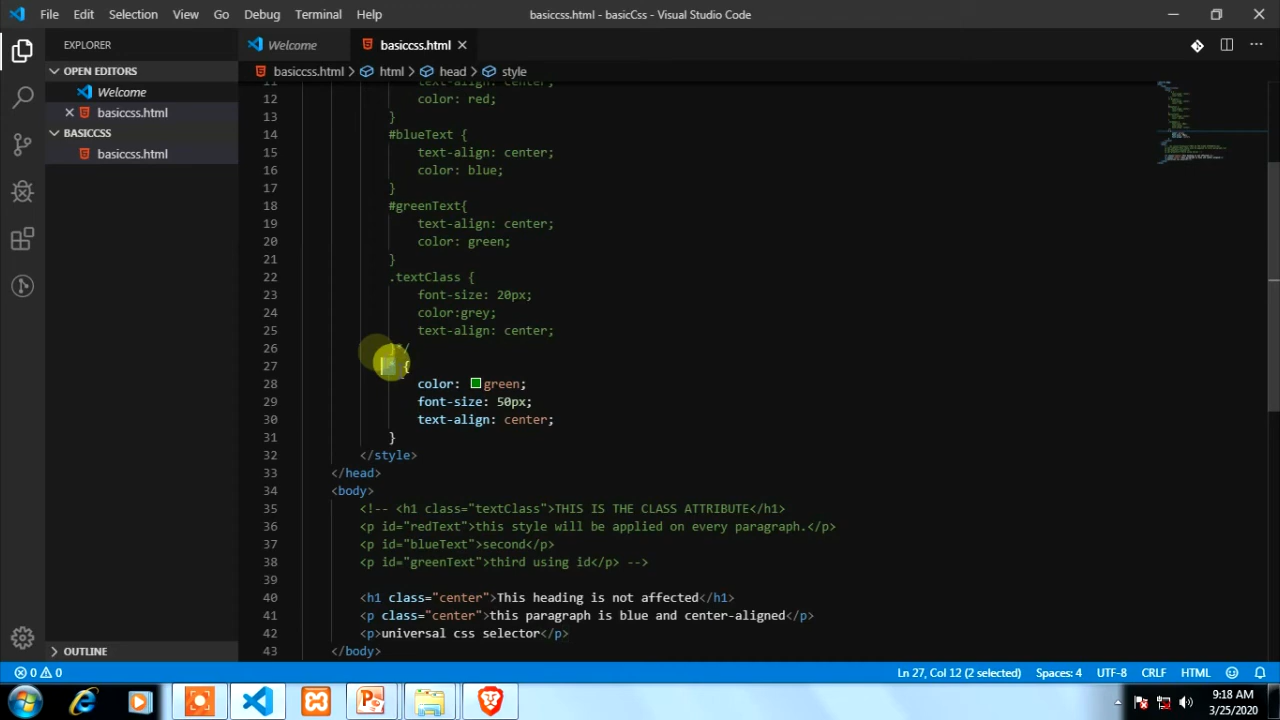 File Edit Selection View Go Debug Terminal Help basiccss.html - basicCss - Visual Studio Code
EXPLORER Welcome basiccss.html
OPEN EDITORS basiccss.html html head style
Welcome
basiccss.html
BASICCSS
basiccss.html
11 text-align: center;
12 color: red;
13 }
14 #blueText {
15 text-align: center;
16 color: blue;
17 }
18 #greenText{
19 text-align: center;
20 color: green;
21 }
22 .textClass {
23 font-size: 20px;
24 color:grey;
25 text-align: center;
26 }*/
27 {
28 color: green;
29 font-size: 50px;
30 text-align: center;
31 }
32 </style>
33 </head>
34 <body>
35 <!-- <h1 class="textClass">THIS IS THE CLASS ATTRIBUTE</h1>
36 <p id="redText">this style will be applied on every paragraph.</p>
37 <p id="blueText">second</p>
38 <p id="greenText">third using id</p> -->
39
40 <h1 class="center">This heading is not affected</h1>
41 <p class="center">this paragraph is blue and center-aligned</p>
42 <p>universal css selector</p>
43 </body>
OUTLINE
0 0 Ln 27, Col 12 (2 selected) Spaces: 4 UTF-8 CRLF HTML
9:18 AM
3/25/2020